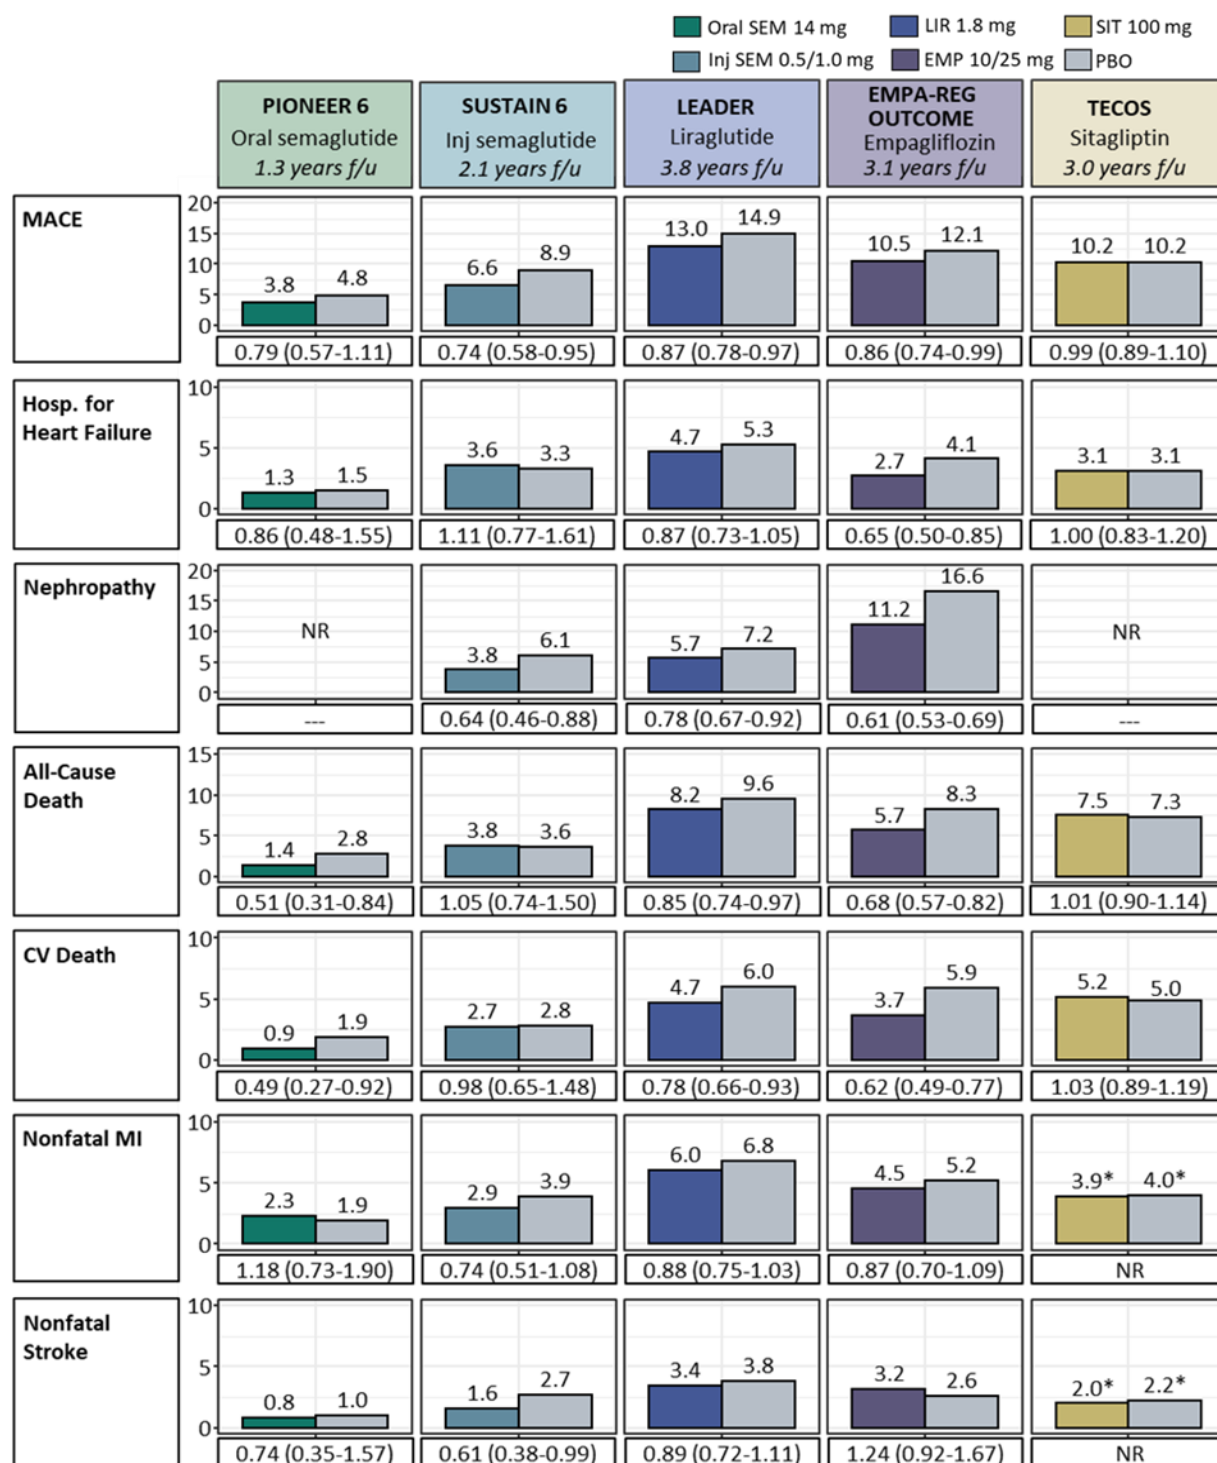 Oral SEM 14 mg LIR 1.8 mg SIT 100 mg
Inj SEM 0.5/1.0 mg EMP 10/25 mg PBO
PIONEER 6
Oral semaglutide
1.3 years f/u
SUSTAIN 6
Inj semaglutide
2.1 years f/u
LEADER
Liraglutide
3.8 years f/u
EMPA-REG
OUTCOME
Empagliflozin
3.1 years f/u
TECOS
Sitagliptin
3.0 years f/u
MACE
20
15
10
5
0
3.8 4.8 6.6 8.9 13.0 14.9 10.5 12.1 10.2 10.2
0.79 (0.57-1.11) 0.74 (0.58-0.95) 0.87 (0.78-0.97) 0.86 (0.74-0.99) 0.99 (0.89-1.10)
Hosp. for
Heart Failure
10
5
0
1.3 1.5 3.6 3.3 4.7 5.3 2.7 4.1 3.1 3.1
0.86 (0.48-1.55) 1.11 (0.77-1.61) 0.87 (0.73-1.05) 0.65 (0.50-0.85) 1.00 (0.83-1.20)
Nephropathy
20
15
10
5
0
NR 3.8 6.1 5.7 7.2 11.2 16.6 NR
--- 0.64 (0.46-0.88) 0.78 (0.67-0.92) 0.61 (0.53-0.69) ---
All-Cause
Death
15
10
5
0
1.4 2.8 3.8 3.6 8.2 9.6 5.7 8.3 7.5 7.3
0.51 (0.31-0.84) 1.05 (0.74-1.50) 0.85 (0.74-0.97) 0.68 (0.57-0.82) 1.01 (0.90-1.14)
CV Death
10
5
0
0.9 1.9 2.7 2.8 4.7 6.0 3.7 5.9 5.2 5.0
0.49 (0.27-0.92) 0.98 (0.65-1.48) 0.78 (0.66-0.93) 0.62 (0.49-0.77) 1.03 (0.89-1.19)
Nonfatal MI
10
5
0
2.3 1.9 2.9 3.9 6.0 6.8 4.5 5.2 3.9* 4.0*
1.18 (0.73-1.90) 0.74 (0.51-1.08) 0.88 (0.75-1.03) 0.87 (0.70-1.09) NR
Nonfatal
Stroke
10
5
0
0.8 1.0 1.6 2.7 3.4 3.8 3.2 2.6 2.0* 2.2*
0.74 (0.35-1.57) 0.61 (0.38-0.99) 0.89 (0.72-1.11) 1.24 (0.92-1.67) NR